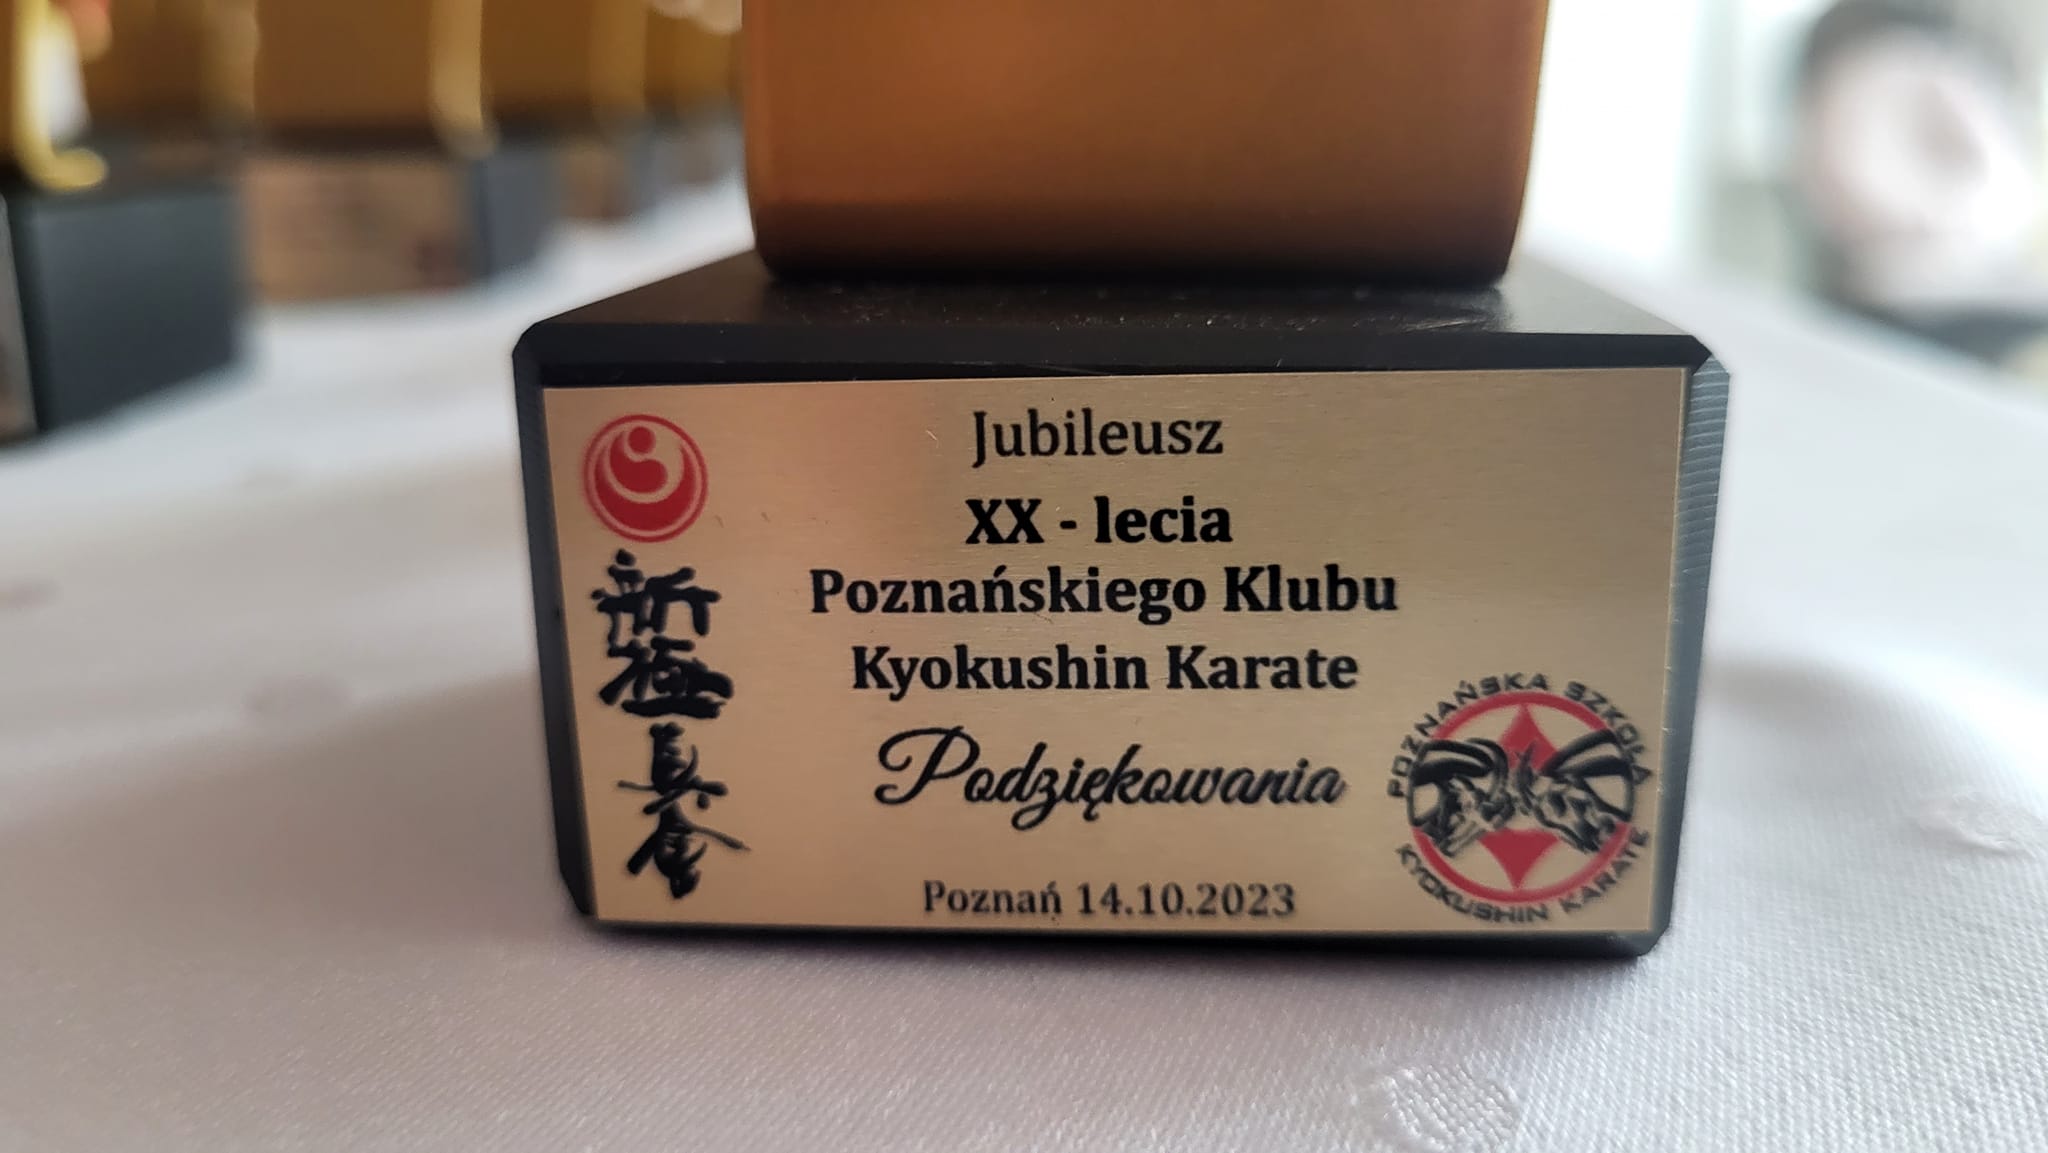 Jubileusz
XX - lecia
Poznańskiego Klubu
Kyokushin Karate
Podziękowania
Poznań 14.10.2023
新極真会
POZNAŃSKA SZKOŁA
KYOKUSHIN KARATE